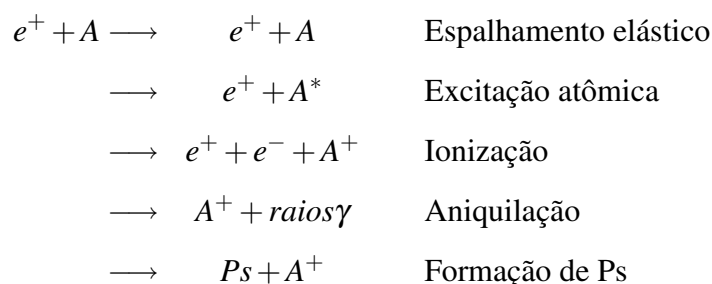 e⁺ + A ⟶ e⁺ + A Espalhamento elástico
⟶ e⁺ + A* Excitação atômica
⟶ e⁺ + e⁻ + A⁺ Ionização
⟶ A⁺ + raiosγ Aniquilação
⟶ Ps + A⁺ Formação de Ps